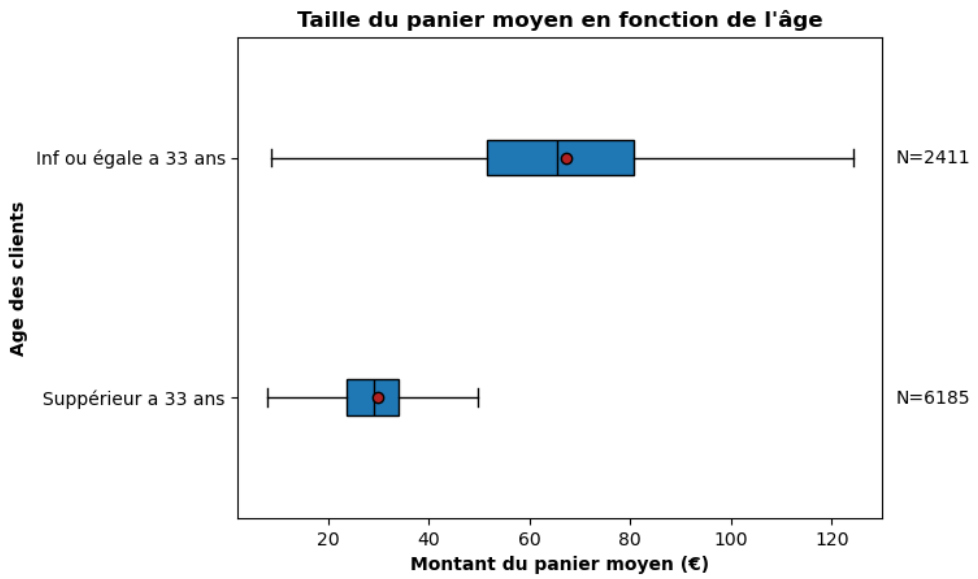 Taille du panier moyen en fonction de l'âge
Inf ou égale a 33 ans
N=2411
Age des clients
Suppérieur a 33 ans
N=6185
20 40 60 80 100 120
Montant du panier moyen (€)